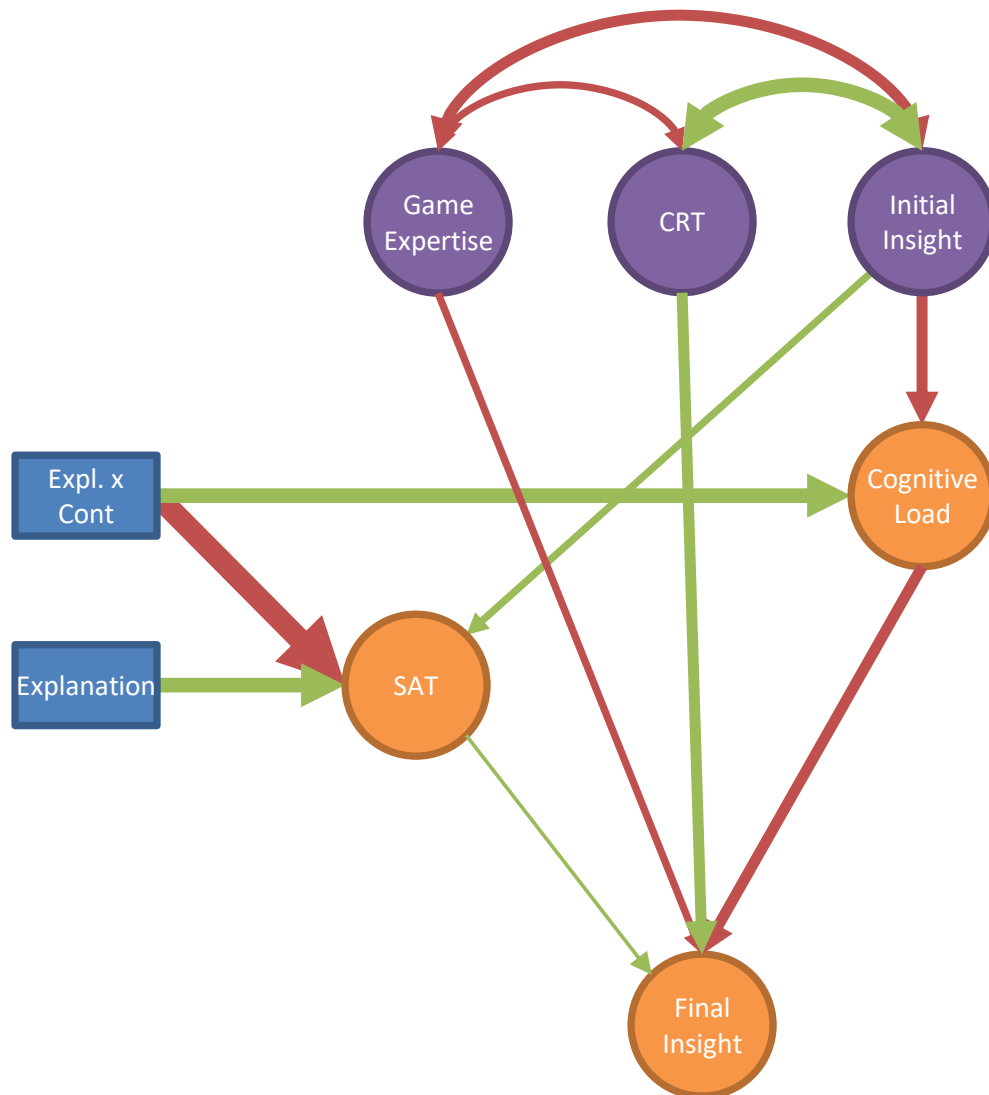 Game
Expertise
CRT
Initial
Insight
Expl. x
Cont
Cognitive
Load
Explanation
SAT
Final
Insight